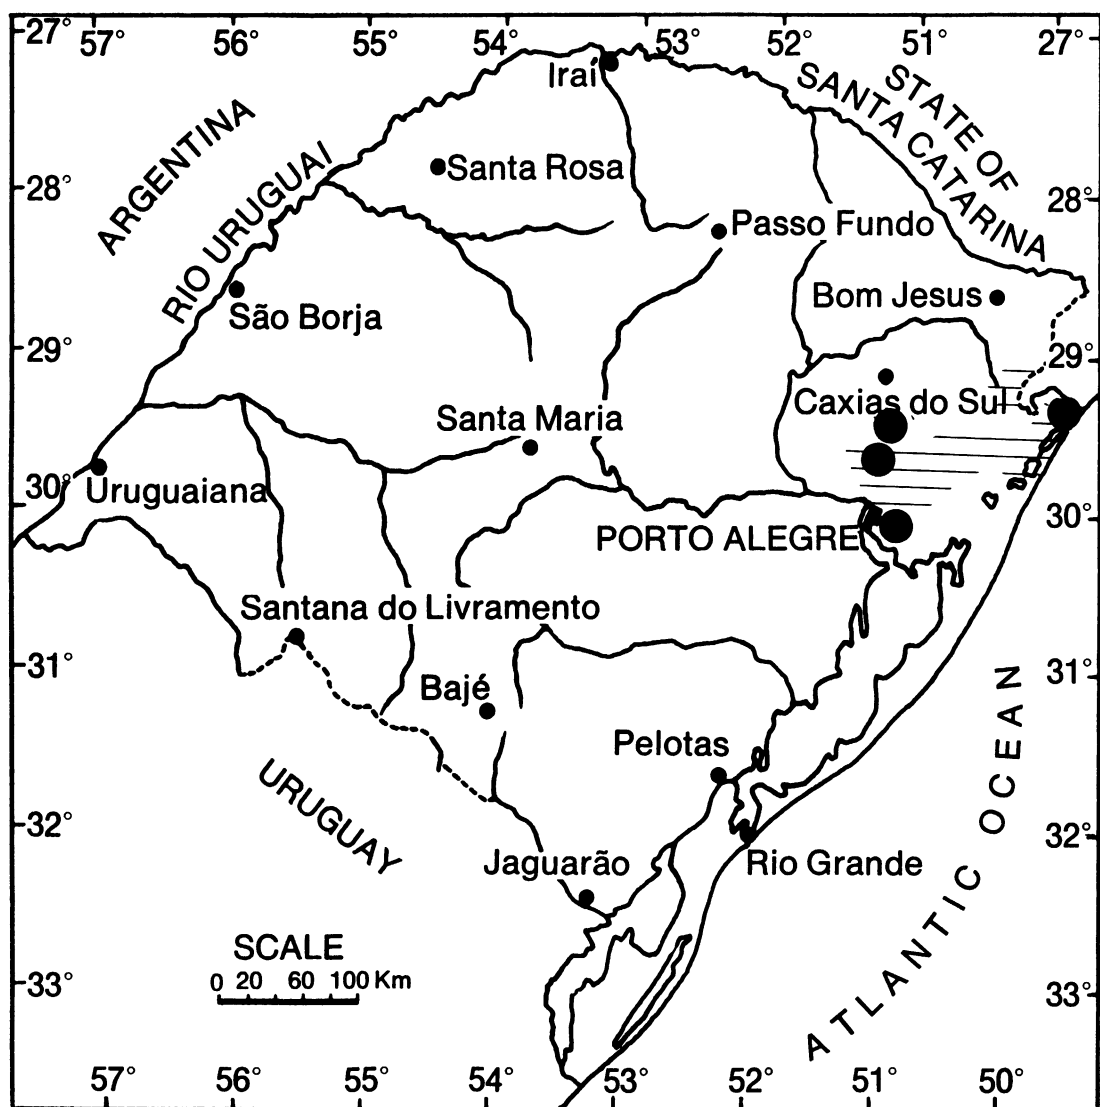 27°
57°
56°
55°
54°
53°
52°
51°
27°
Iraí
STATE OF
SANTA CATARINA
ARGENTINA
RIO URUGUAI
Santa Rosa
28°
28°
Passo Fundo
Bom Jesus
São Borja
29°
29°
Caxias do Sul
Santa Maria
30°
Uruguaiana
30°
PORTO ALEGRE
Santana do Livramento
31°
31°
Bajé
Pelotas
ATLANTIC OCEAN
URUGUAY
32°
32°
Jaguarão
Rio Grande
SCALE
0 20 60 100 Km
33°
33°
57°
56°
55°
54°
53°
52°
51°
50°